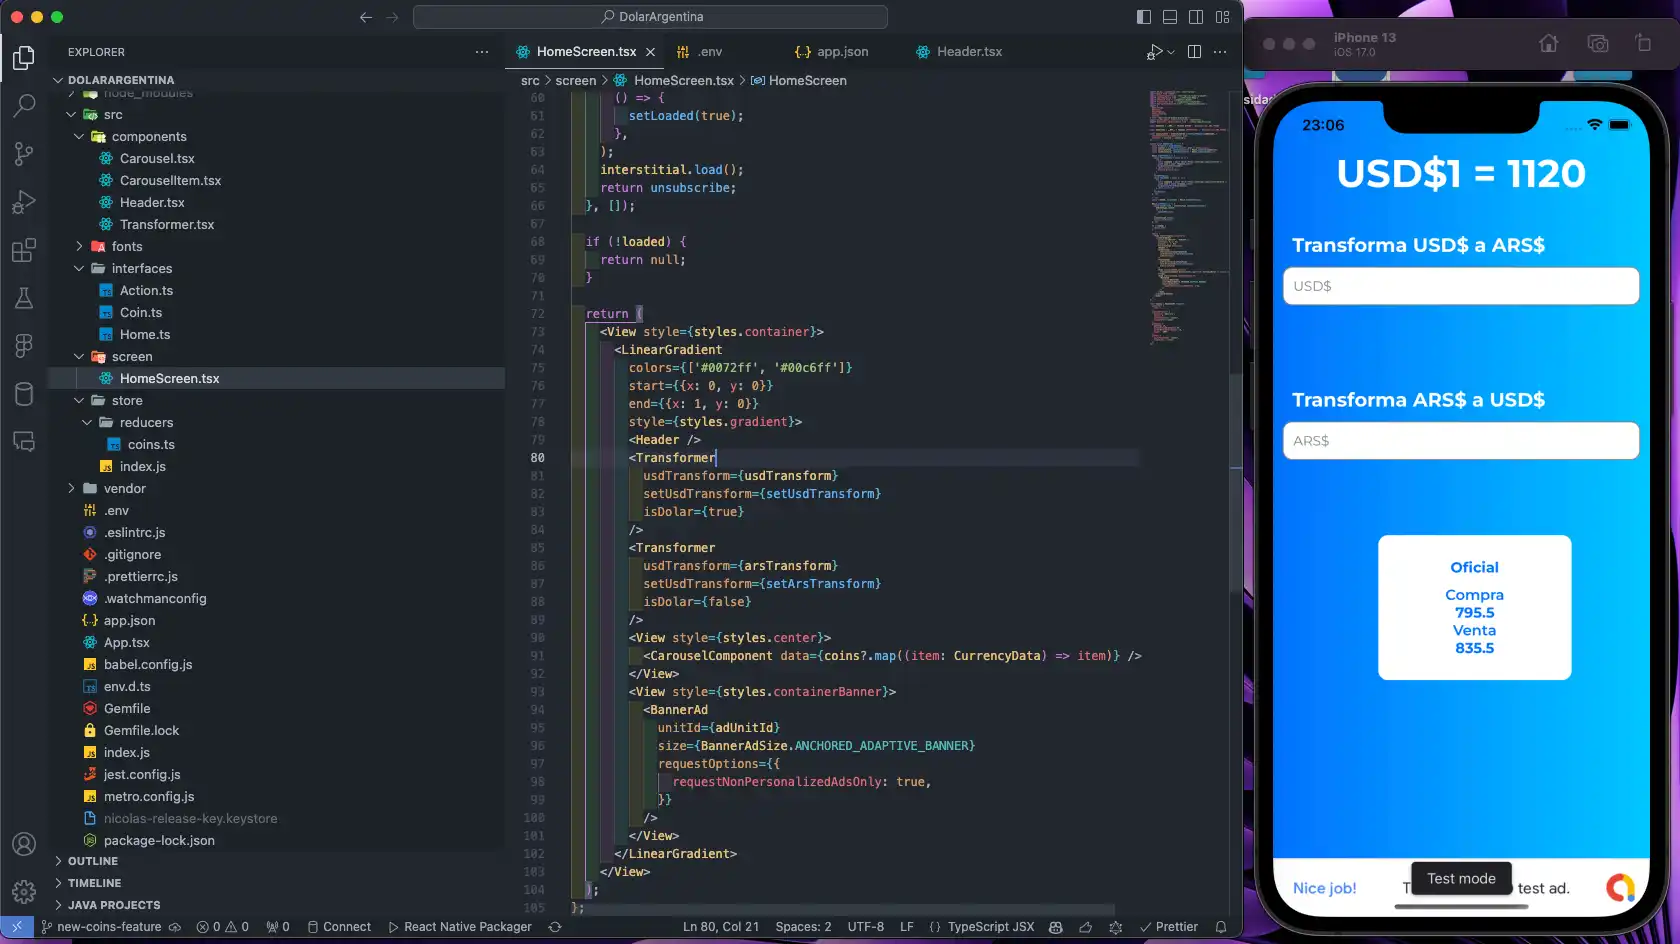 DolarArgentina
EXPLORER
DOLARARGENTINA
node_modules
src
components
Carousel.tsx
CarouselItem.tsx
Header.tsx
Transformer.tsx
fonts
interfaces
Action.ts
Coin.ts
Home.ts
screen
HomeScreen.tsx
store
reducers
coins.ts
index.js
vendor
.env
.eslintrc.js
.gitignore
.prettierrc.js
.watchmanconfig
app.json
App.tsx
babel.config.js
env.d.ts
Gemfile
Gemfile.lock
index.js
jest.config.js
metro.config.js
nicolas-release-key.keystore
package-lock.json
OUTLINE
TIMELINE
JAVA PROJECTS
HomeScreen.tsx
.env
app.json
Header.tsx
src > screen > HomeScreen.tsx > HomeScreen
60 () => {
61 setLoaded(true);
62 },
63 );
64 interstitial.load();
65 return unsubscribe;
66 }, []);
67
68 if (!loaded) {
69 return null;
70 }
71
72 return (
73 <View style={styles.container}>
74 <LinearGradient
75 colors={['#0072ff', '#00c6ff']}
76 start={{x: 0, y: 0}}
77 end={{x: 1, y: 0}}
78 style={styles.gradient}>
79 <Header />
80 <Transformer
81 usdTransform={usdTransform}
82 setUsdTransform={setUsdTransform}
83 isDolar={true}
84 />
85 <Transformer
86 usdTransform={arsTransform}
87 setUsdTransform={setArsTransform}
88 isDolar={false}
89 />
90 <View style={styles.center}>
91 <CarouselComponent data={coins?.map((item: CurrencyData) => item)} />
92 </View>
93 <View style={styles.containerBanner}>
94 <BannerAd
95 unitId={adUnitId}
96 size={BannerAdSize.ANCHORED_ADAPTIVE_BANNER}
97 requestOptions={{
98 requestNonPersonalizedAdsOnly: true,
99 }}
100 />
101 </View>
102 </LinearGradient>
103 </View>
104 );
105 };
new-coins-feature 0 0 0 Connect React Native Packager Ln 80, Col 21 Spaces: 2 UTF-8 LF {} TypeScript JSX Prettier
iPhone 13
iOS 17.0
sidad
23:06
USD$1 = 1120
Transforma USD$ a ARS$
USD$
Transforma ARS$ a USD$
ARS$
Oficial
Compra
795.5
Venta
835.5
Nice job!
Test mode
test ad.